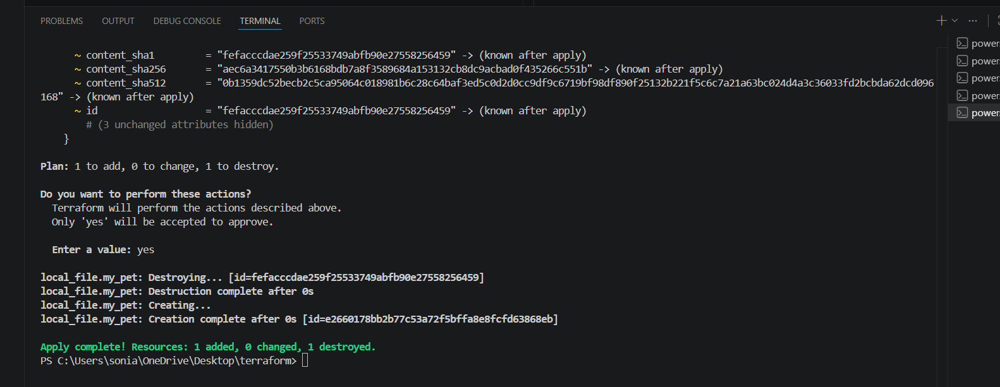 PROBLEMS OUTPUT DEBUG CONSOLE TERMINAL PORTS
~ content_sha1 = "fefacccdae259f25533749abfb90e27558256459" -> (known after apply)
~ content_sha256 = "aec6a3417550b3b6168bdb7a8f3589684a153132cb8dc9acbad0f435266c551b" -> (known after apply)
~ content_sha512 = "0b1359dc52becb2c5ca95064c018981b6c28c64baf3ed5c0d2d0cc9df9c6719bf98df890f25132b221f5c6c7a21a63bc024d4a3c36033fd2bcbda62dcd096
168" -> (known after apply)
~ id = "fefacccdae259f25533749abfb90e27558256459" -> (known after apply)
# (3 unchanged attributes hidden)
}
Plan: 1 to add, 0 to change, 1 to destroy.
Do you want to perform these actions?
Terraform will perform the actions described above.
Only 'yes' will be accepted to approve.
Enter a value: yes
local_file.my_pet: Destroying... [id=fefacccdae259f25533749abfb90e27558256459]
local_file.my_pet: Destruction complete after 0s
local_file.my_pet: Creating...
local_file.my_pet: Creation complete after 0s [id=e2660178bb2b77c53a72f5bffa8e8fcfd63868eb]
Apply complete! Resources: 1 added, 0 changed, 1 destroyed.
PS C:\Users\sonia\OneDrive\Desktop\terraform>
power
power
power
power
power